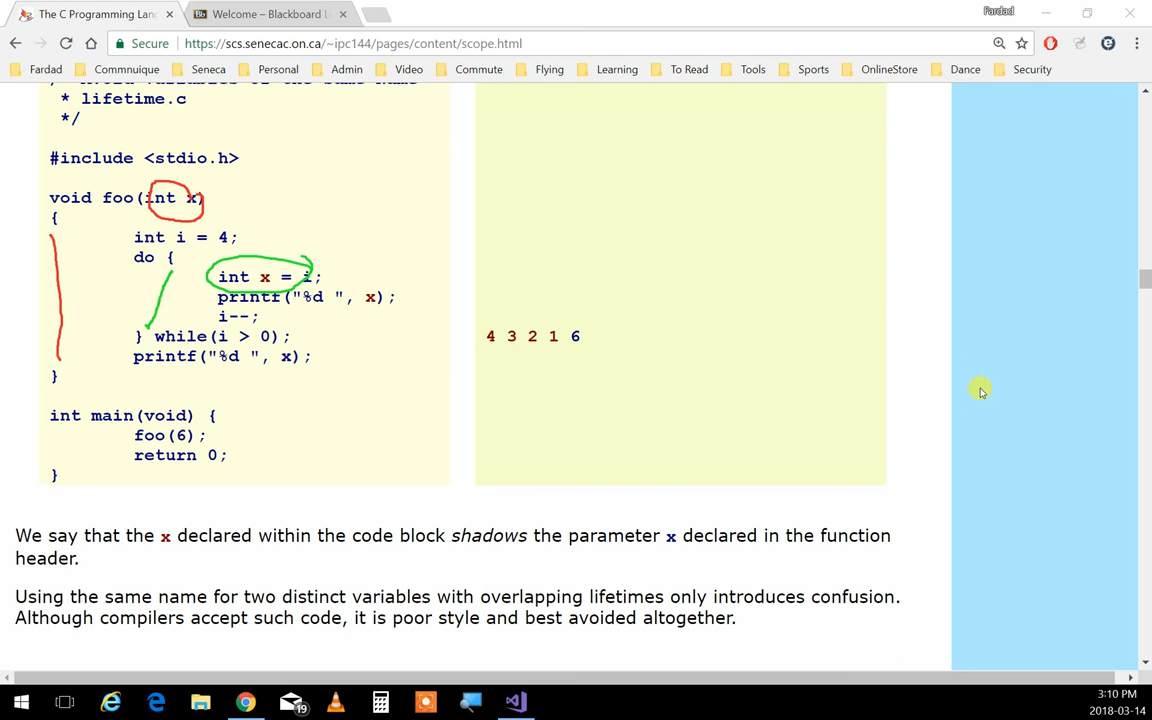 The C Programming Lan
Welcome – Blackboard L
Fardad
Secure
https://scs.senecac.on.ca/~ipc144/pages/content/scope.html
Fardad
Commnuique
Seneca
Personal
Admin
Video
Commute
Flying
Learning
To Read
Tools
Sports
OnlineStore
Dance
Security
* lifetime.c
*/
#include <stdio.h>
void foo(int x)
{
int i = 4;
do {
int x = i;
printf("%d ", x);
i--;
} while(i > 0);
4 3 2 1 6
printf("%d ", x);
}
int main(void) {
foo(6);
return 0;
}
We say that the x declared within the code block shadows the parameter x declared in the function
header.
Using the same name for two distinct variables with overlapping lifetimes only introduces confusion.
Although compilers accept such code, it is poor style and best avoided altogether.
19
3:10 PM
2018-03-14